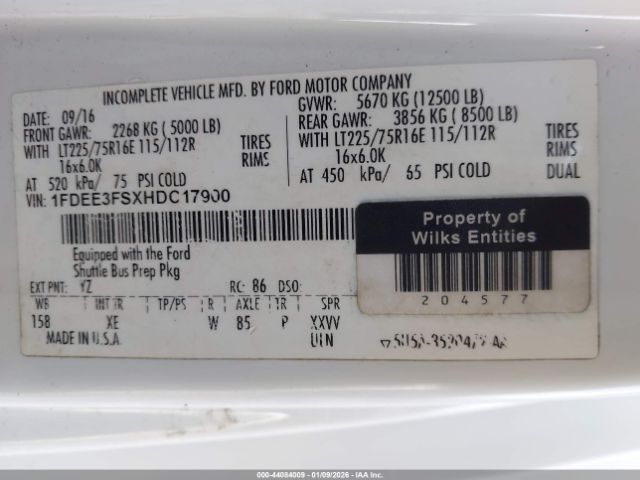 INCOMPLETE VEHICLE MFD. BY FORD MOTOR COMPANY
DATE: 09/16
GVWR: 5670 KG (12500 LB)
FRONT GAWR: 2268 KG (5000 LB)
REAR GAWR: 3856 KG (8500 LB)
WITH LT225/75R16E 115/112R TIRES
WITH LT225/75R16E 115/112R TIRES
16x6.0K RIMS
16x6.0K RIMS
AT 520 kPa/ 75 PSI COLD
AT 450 kPa/ 65 PSI COLD DUAL
VIN: 1FDEE3FSXHDC17900
Property of
Wilks Entities
204577
Equipped with the Ford
Shuttle Bus Prep Pkg
EXT PNT: YZ RC: 86 DSO:
WB INT TR TP/PS R AXLE TR SPR
158 XE W 85 P XXVV
MADE IN U.S.A.
000-44084009 - 01/09/2026 - IAAI.com